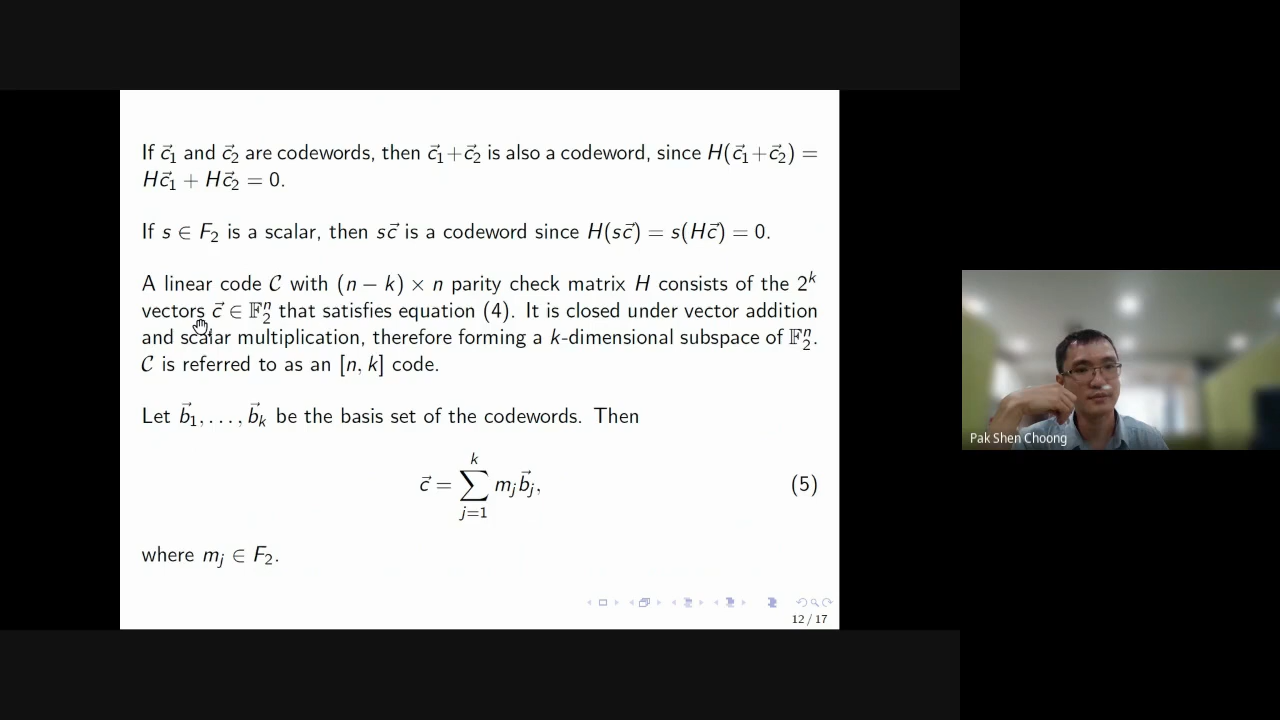 If c⃗₁ and c⃗₂ are codewords, then c⃗₁+c⃗₂ is also a codeword, since H(c⃗₁+c⃗₂) =
Hc⃗₁ + Hc⃗₂ = 0.
If s ∈ F₂ is a scalar, then sc⃗ is a codeword since H(sc⃗) = s(Hc⃗) = 0.
A linear code 𝒞 with (n − k) × n parity check matrix H consists of the 2ᵏ
vectors c⃗ ∈ 𝔽₂ⁿ that satisfies equation (4). It is closed under vector addition
and scalar multiplication, therefore forming a k-dimensional subspace of 𝔽₂ⁿ.
𝒞 is referred to as an [n, k] code.
Let b⃗₁, . . . , b⃗ₖ be the basis set of the codewords. Then
c⃗ = ∑_{j=1}^{k} mⱼb⃗ⱼ, (5)
where mⱼ ∈ F₂.
12 / 17
Pak Shen Choong